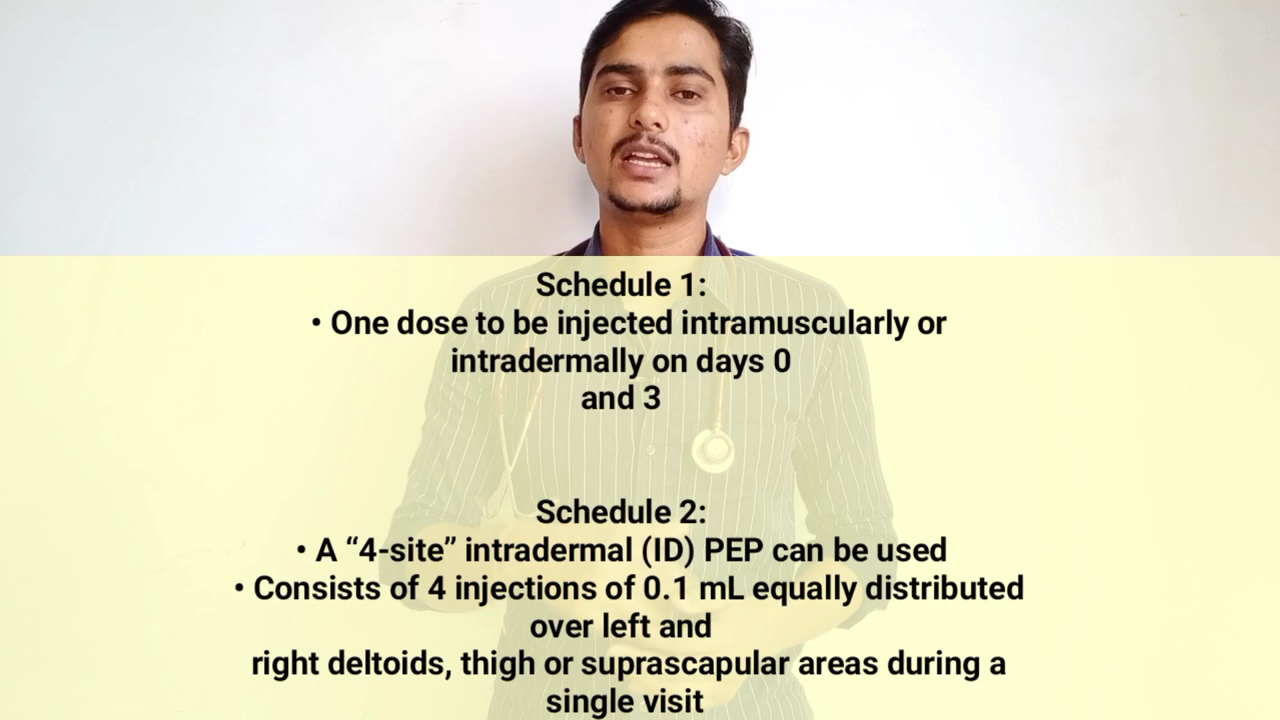 Schedule 1:
• One dose to be injected intramuscularly or
intradermally on days 0
and 3
Schedule 2:
• A “4-site” intradermal (ID) PEP can be used
• Consists of 4 injections of 0.1 mL equally distributed
over left and
right deltoids, thigh or suprascapular areas during a
single visit